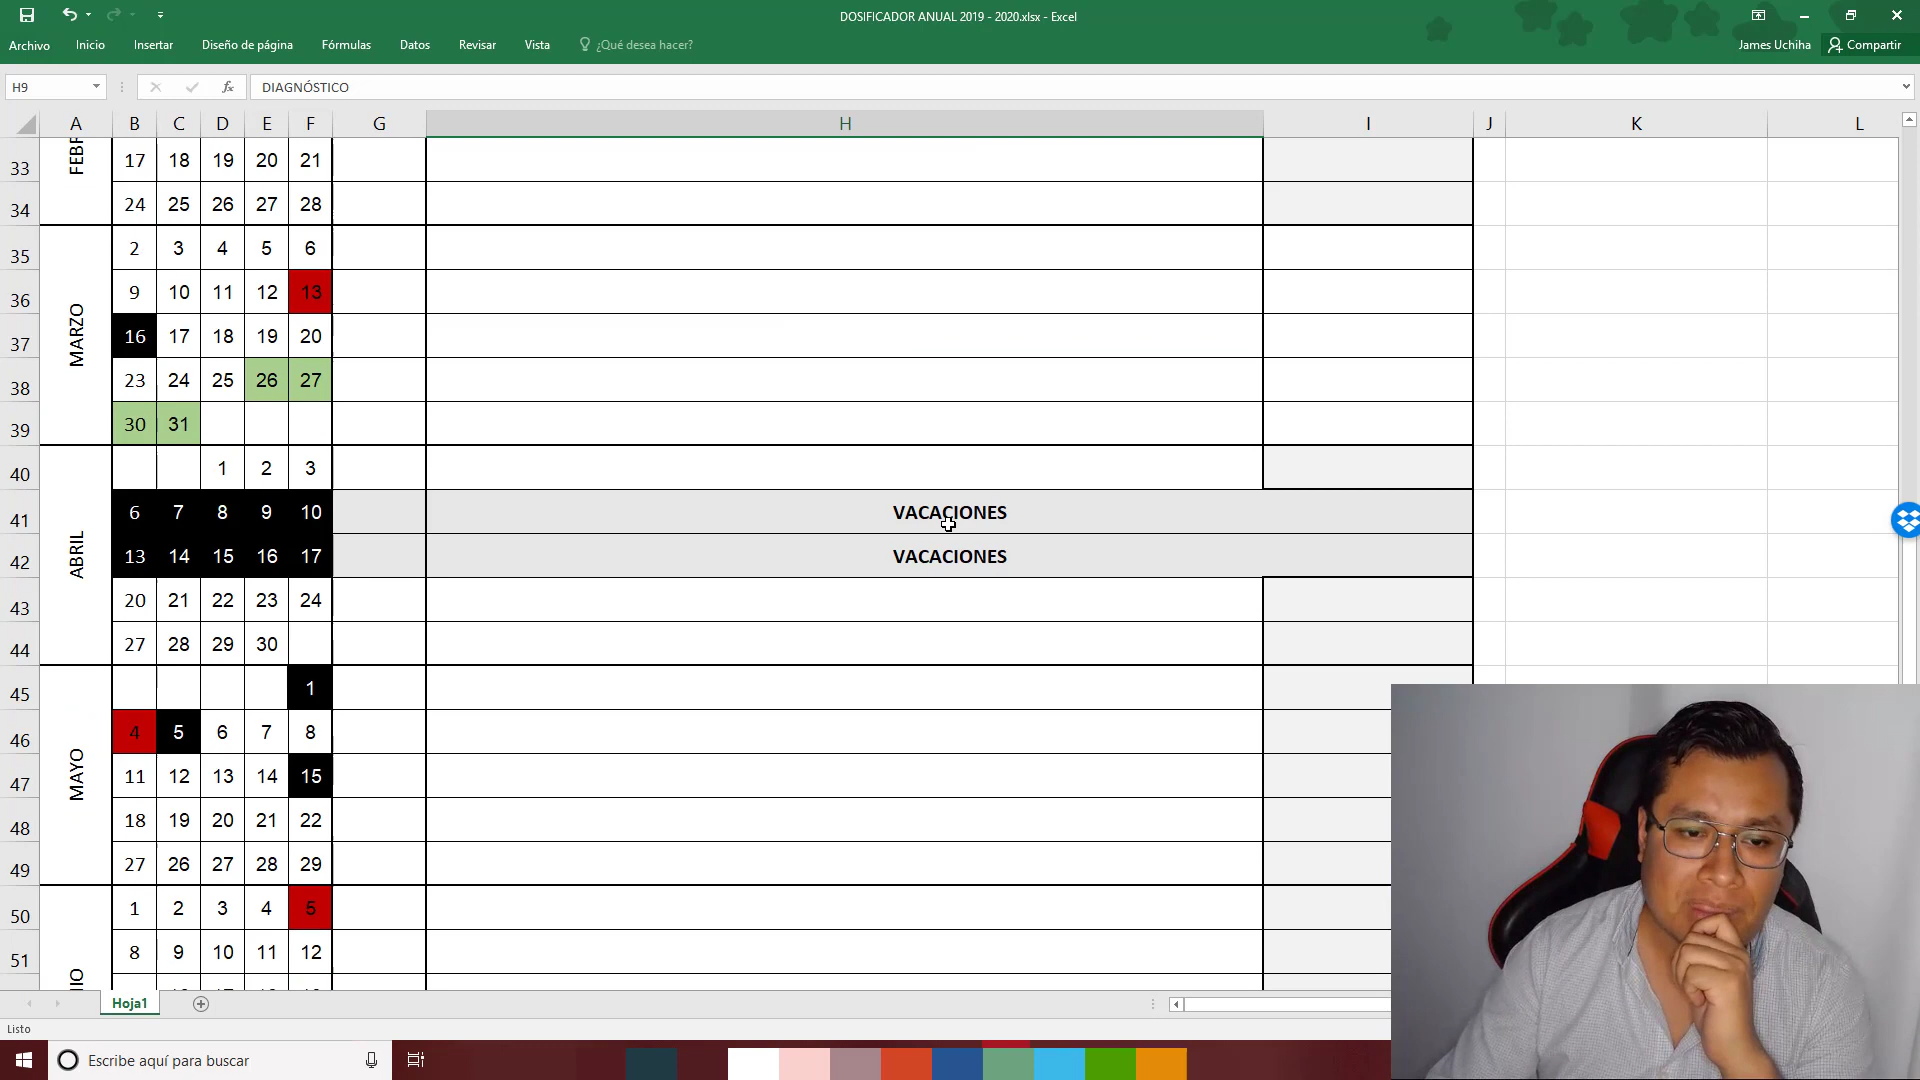 DOSIFICADOR ANUAL 2019 - 2020.xlsx - Excel
Archivo Inicio Insertar Diseño de página Fórmulas Datos Revisar Vista ¿Qué desea hacer? James Uchiha Compartir
H9 fx DIAGNÓSTICO
A B C D E F G H I J K L
33 FEBR 17 18 19 20 21
34 24 25 26 27 28
35 2 3 4 5 6
36 9 10 11 12 13
MARZO
37 16 17 18 19 20
38 23 24 25 26 27
39 30 31
40 1 2 3
41 6 7 8 9 10 VACACIONES
ABRIL
42 13 14 15 16 17 VACACIONES
43 20 21 22 23 24
44 27 28 29 30
45 1
46 4 5 6 7 8
MAYO
47 11 12 13 14 15
48 18 19 20 21 22
49 27 26 27 28 29
50 1 2 3 4 5
51 8 9 10 11 12
IO
Hoja1
Listo
Escribe aquí para buscar